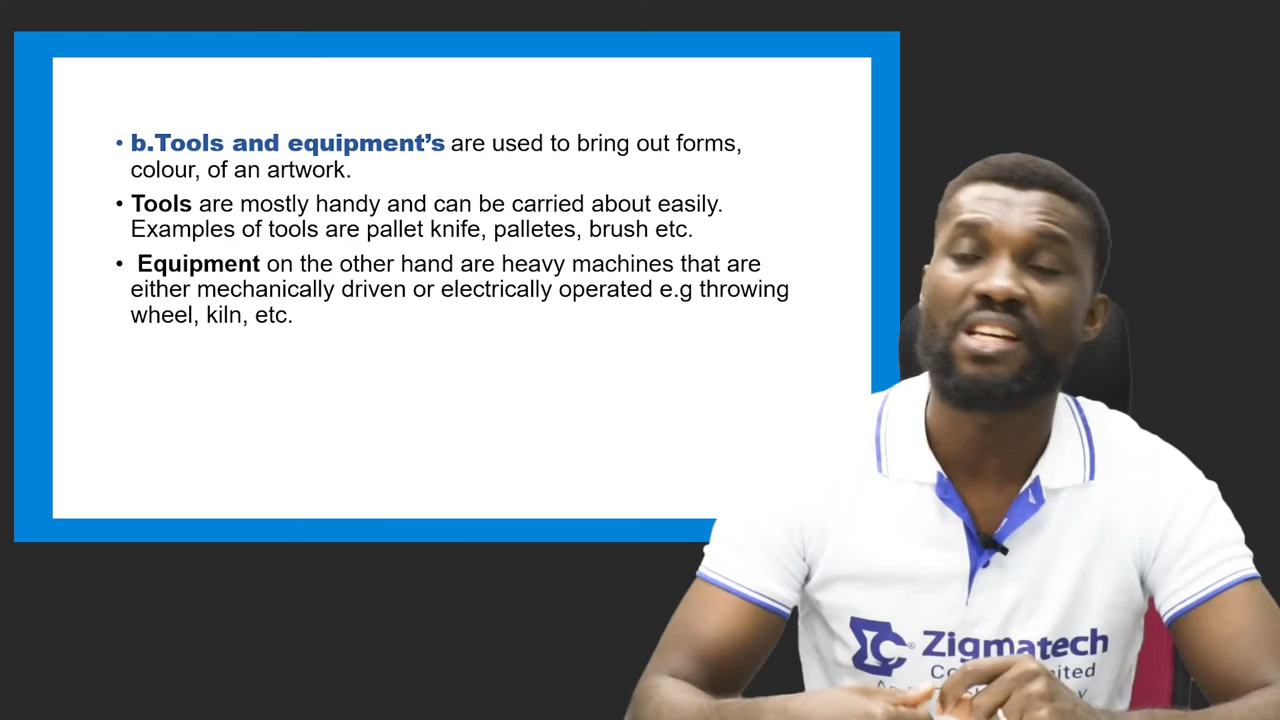 • b.Tools and equipment’s are used to bring out forms,
colour, of an artwork.
• Tools are mostly handy and can be carried about easily.
Examples of tools are pallet knife, palletes, brush etc.
• Equipment on the other hand are heavy machines that are
either mechanically driven or electrically operated e.g throwing
wheel, kiln, etc.
Zigmatech